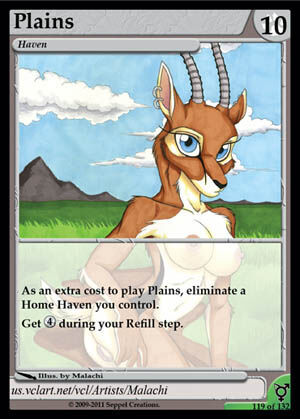 Plains
10
Haven
As an extra cost to play Plains, eliminate a
Home Haven you control.
Get ④ during your Refill step.
Illus. by Malachi
us.vclart.net/vcl/Artists/Malachi
© 2009-2011 Seppel Creations.
119 of 132